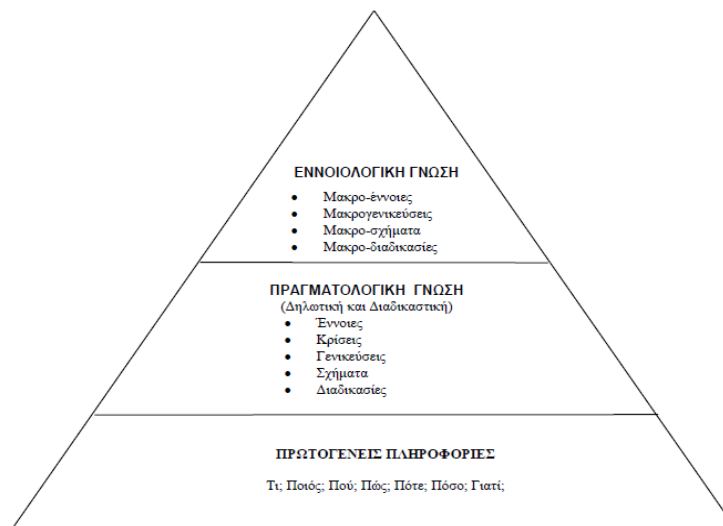 ΕΝΝΟΙΟΛΟΓΙΚΗ ΓΝΩΣΗ
• Μακρο-έννοιες
• Μακρογενικεύσεις
• Μακρο-σχήματα
• Μακρο-διαδικασίες
ΠΡΑΓΜΑΤΟΛΟΓΙΚΗ ΓΝΩΣΗ
(Δηλωτική και Διαδικαστική)
• Έννοιες
• Κρίσεις
• Γενικεύσεις
• Σχήματα
• Διαδικασίες
ΠΡΩΤΟΓΕΝΕΙΣ ΠΛΗΡΟΦΟΡΙΕΣ
Τι; Ποιός; Πού; Πώς; Πότε; Πόσο; Γιατί;